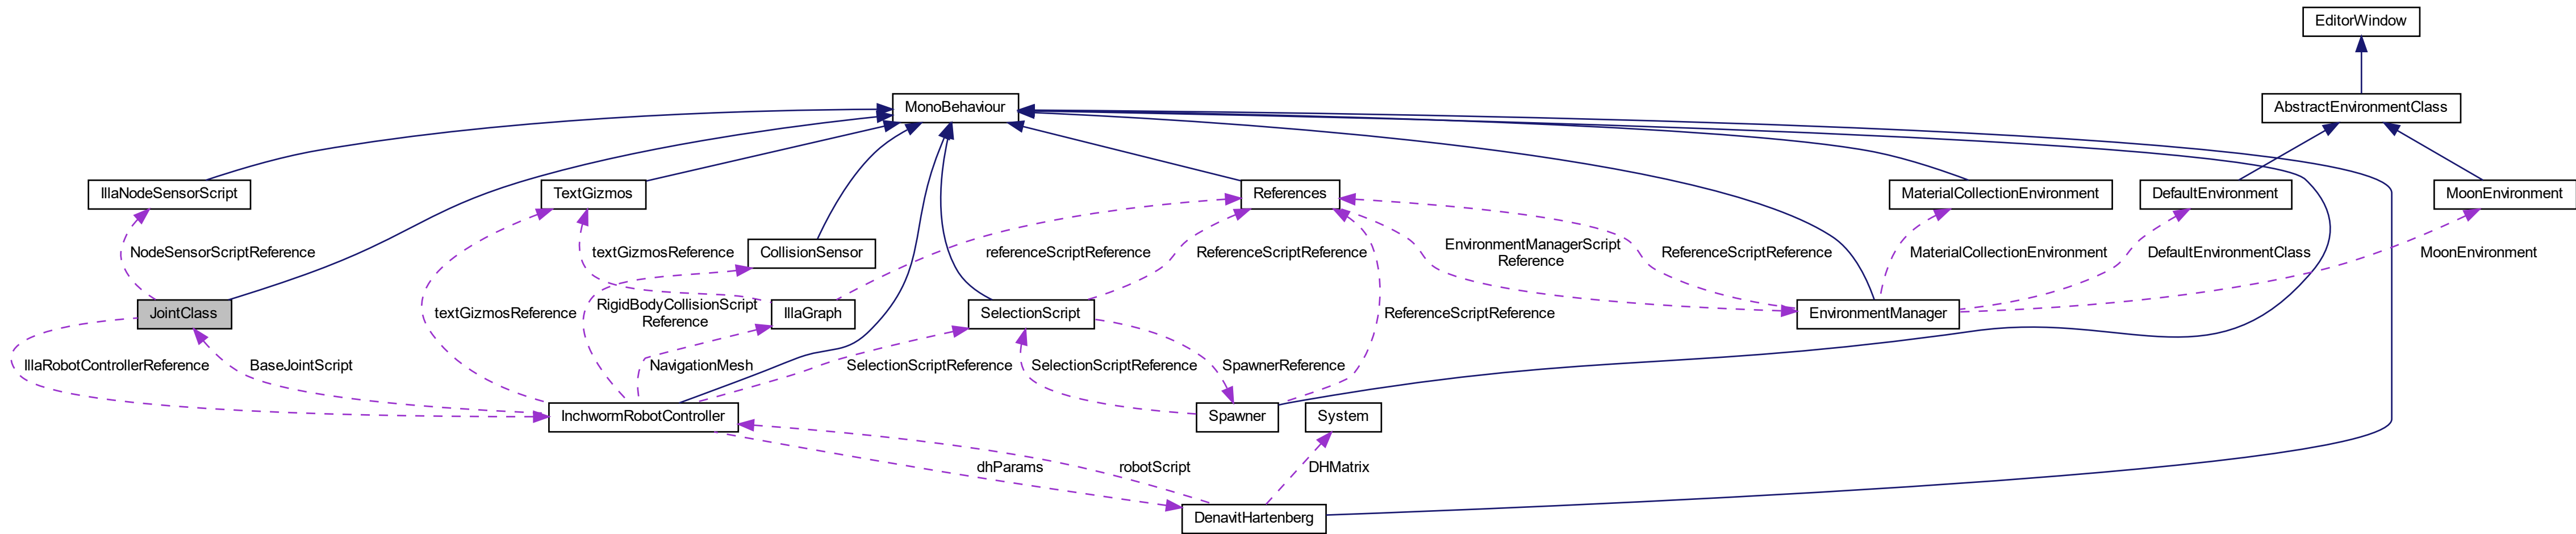 EditorWindow
MonoBehaviour
AbstractEnvironmentClass
IllaNodeSensorScript
TextGizmos
References
MaterialCollectionEnvironment
DefaultEnvironment
MoonEnvironment
NodeSensorScriptReference
textGizmosReference
CollisionSensor
referenceScriptReference
ReferenceScriptReference
EnvironmentManagerScript
Reference
ReferenceScriptReference
MaterialCollectionEnvironment
DefaultEnvironmentClass
MoonEnvironment
JointClass
textGizmosReference
RigidBodyCollisionScript
Reference
IllaGraph
SelectionScript
ReferenceScriptReference
EnvironmentManager
IllaRobotControllerReference
BaseJointScript
NavigationMesh
SelectionScriptReference
SelectionScriptReference
SpawnerReference
InchwormRobotController
Spawner
System
dhParams
robotScript
DHMatrix
DenavitHartenberg